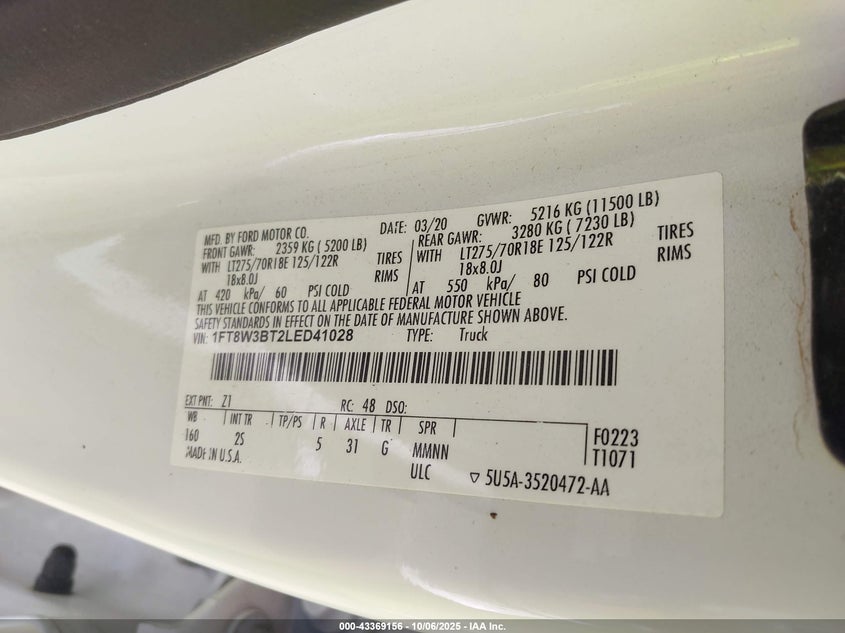 MFD. BY FORD MOTOR CO. DATE: 03/20 GVWR: 5216 KG (11500 LB)
FRONT GAWR: 2359 KG ( 5200 LB) REAR GAWR: 3280 KG ( 7230 LB)
WITH LT275/70R18E 125/122R TIRES WITH LT275/70R18E 125/122R TIRES
18x8.0J RIMS 18x8.0J RIMS
AT 420 kPa/ 60 PSI COLD AT 550 kPa/ 80 PSI COLD
THIS VEHICLE CONFORMS TO ALL APPLICABLE FEDERAL MOTOR VEHICLE
SAFETY STANDARDS IN EFFECT ON THE DATE OF MANUFACTURE SHOWN ABOVE.
VIN: 1FT8W3BT2LED41028 TYPE: Truck
EXT PNT: Z1 RC: 48 DSO:
WB INT TR TP/PS R AXLE TR SPR
160 2S 5 31 G MMNN F0223
MADE IN U.S.A. ULC T1071
5U5A-3520472-AA
000-43369156 - 10/06/2025 - IAA Inc.